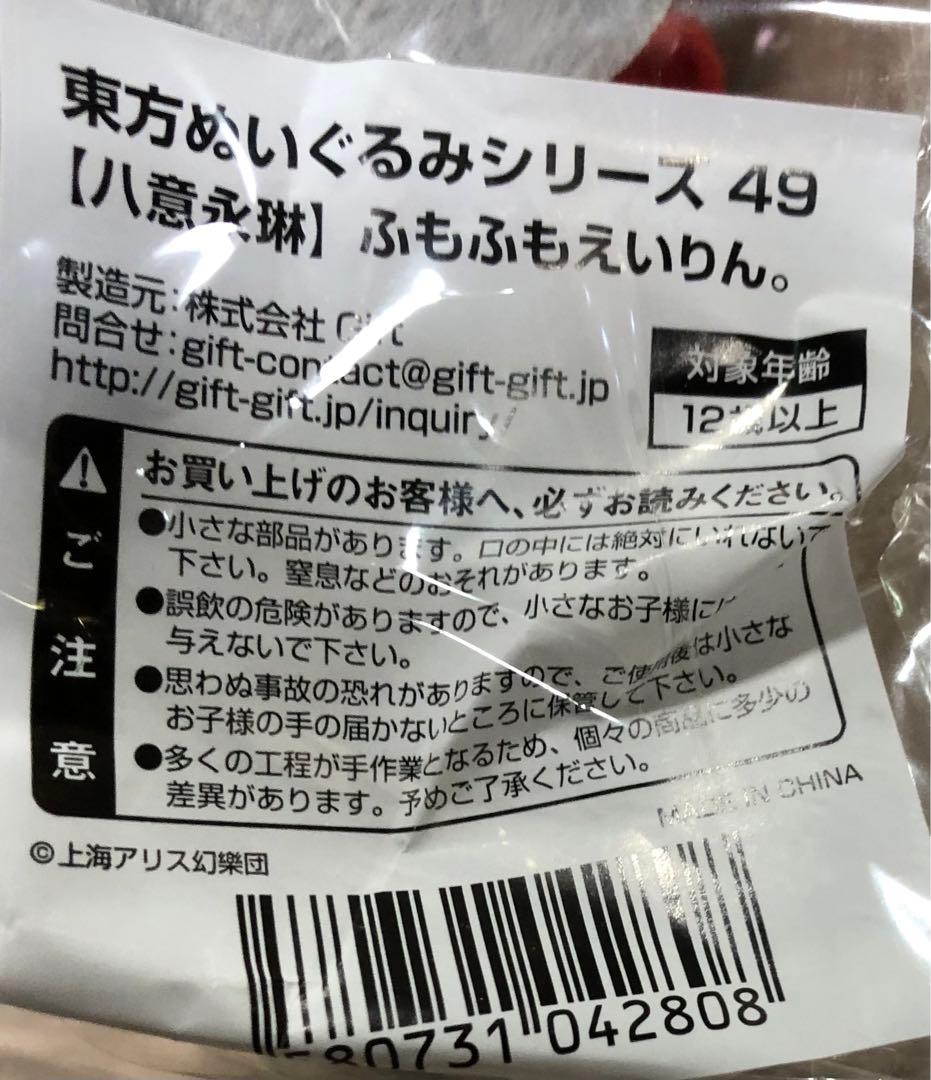 東方ぬいぐるみシリーズ 49
【八意永琳】ふもふもえいりん。
製造元:株式会社 Gift
問合せ:gift-contact@gift-gift.jp
http://gift-gift.jp/inquiry/
対象年齢
12歳以上
ご注意
お買い上げのお客様へ、必ずお読みください。
●小さな部品があります。口の中には絶対にいれないで
下さい。窒息などのおそれがあります。
●誤飲の危険がありますので、小さなお子様には
与えないで下さい。
●思わぬ事故の恐れがありますので、ご使用後は小さな
お子様の手の届かないところに保管して下さい。
●多くの工程が手作業となるため、個々の商品に多少の
差異があります。予めご了承ください。
MADE IN CHINA
©上海アリス幻樂団
580731 042808